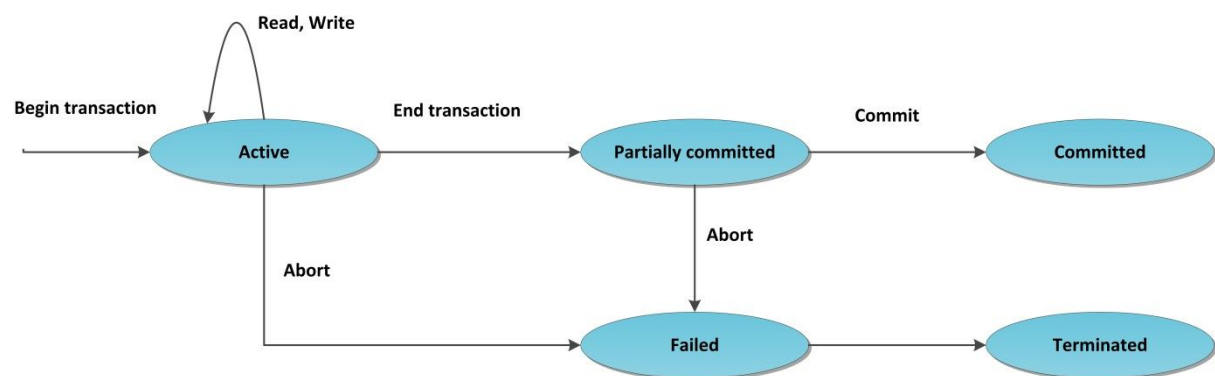 Read, Write
Begin transaction
End transaction
Commit
Active
Partially committed
Committed
Abort
Abort
Failed
Terminated